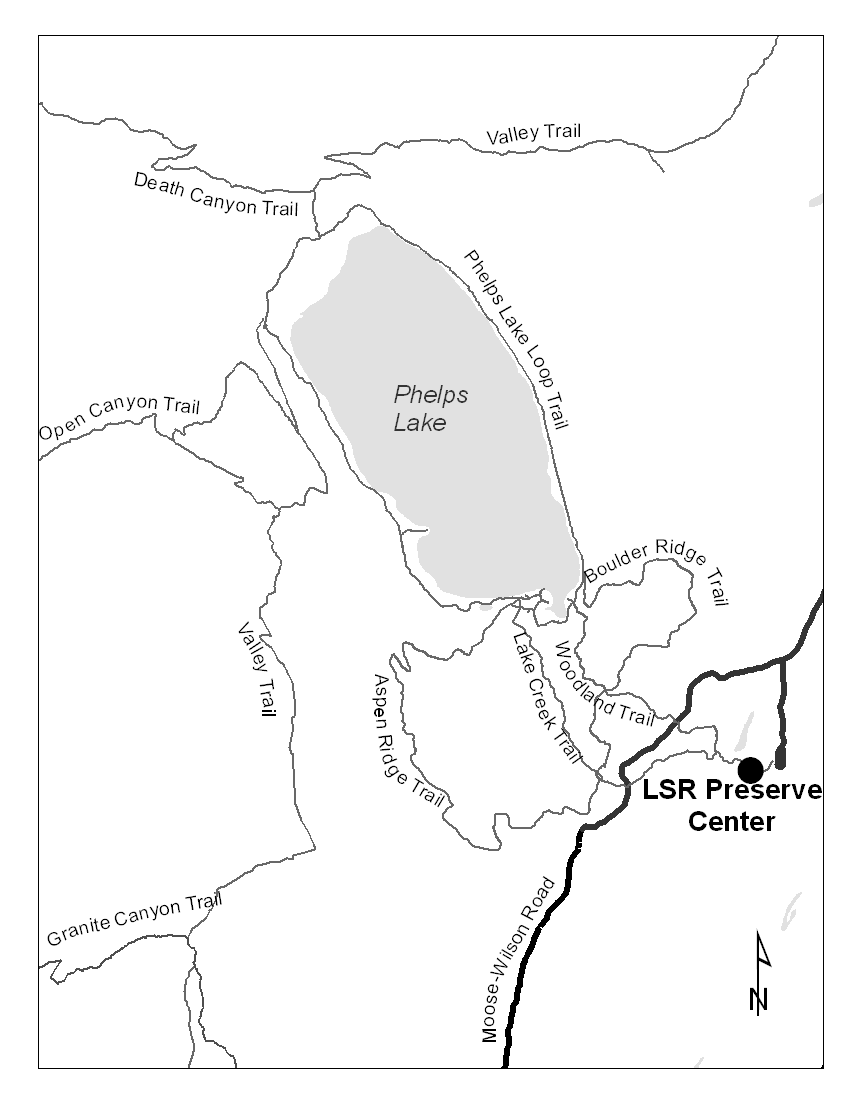 Valley Trail
Death Canyon Trail
Phelps Lake Loop Trail
Phelps
Lake
Open Canyon Trail
Boulder Ridge Trail
Valley Trail
Lake Creek Trail
Woodland Trail
Aspen Ridge Trail
LSR Preserve
Center
Granite Canyon Trail
Moose-Wilson Road
N